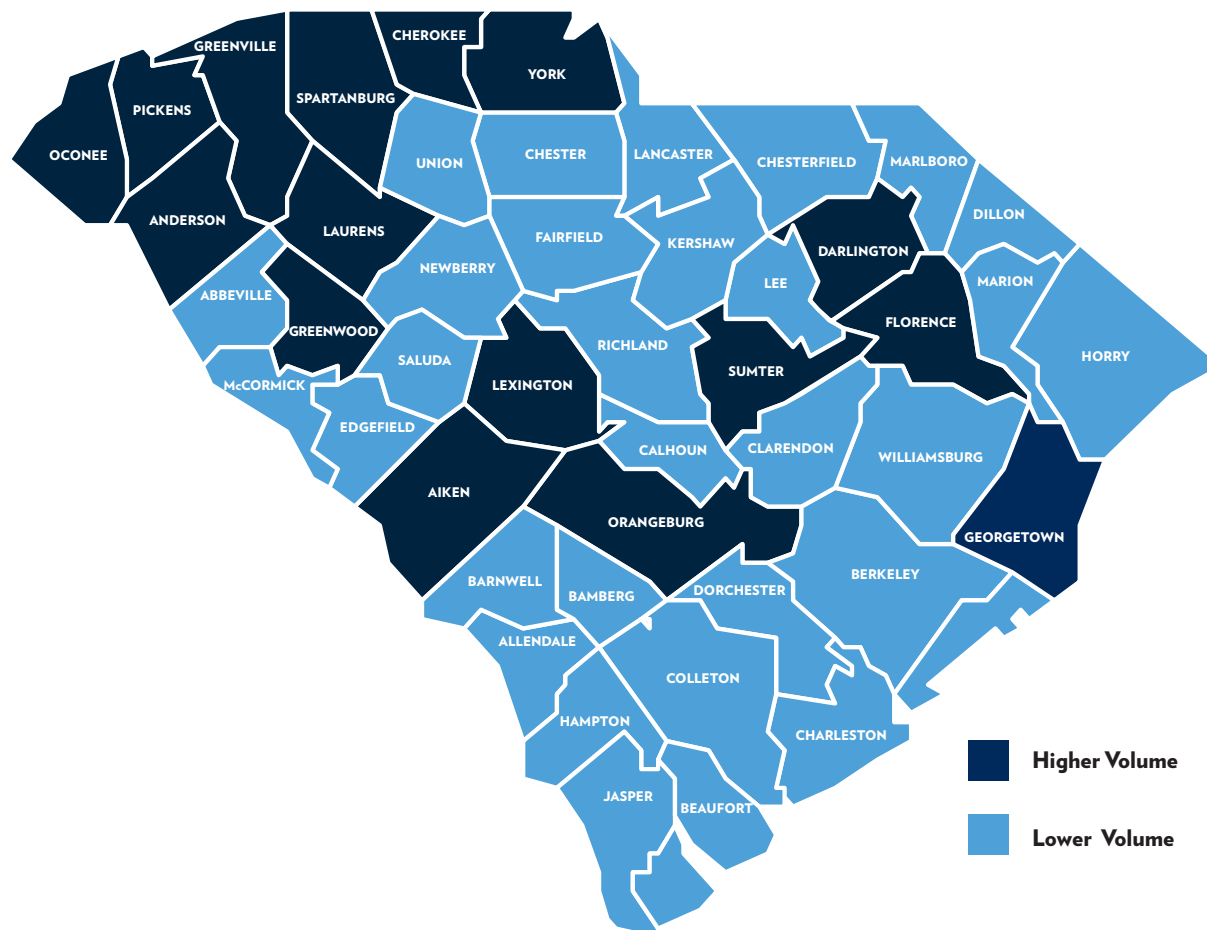 CHEROKEE
GREENVILLE
YORK
SPARTANBURG
PICKENS
OCONEE
UNION
CHESTER
LANCASTER
CHESTERFIELD
MARLBORO
ANDERSON
LAURENS
DILLON
FAIRFIELD
KERSHAW
DARLINGTON
NEWBERRY
LEE
MARION
ABBEVILLE
GREENWOOD
FLORENCE
RICHLAND
SALUDA
HORRY
SUMTER
McCORMICK
LEXINGTON
EDGEFIELD
CALHOUN
CLARENDON
WILLIAMSBURG
AIKEN
ORANGEBURG
GEORGETOWN
BARNWELL
BERKELEY
BAMBERG
DORCHESTER
ALLENDALE
COLLETON
HAMPTON
CHARLESTON
JASPER
BEAUFORT
Higher Volume
Lower Volume